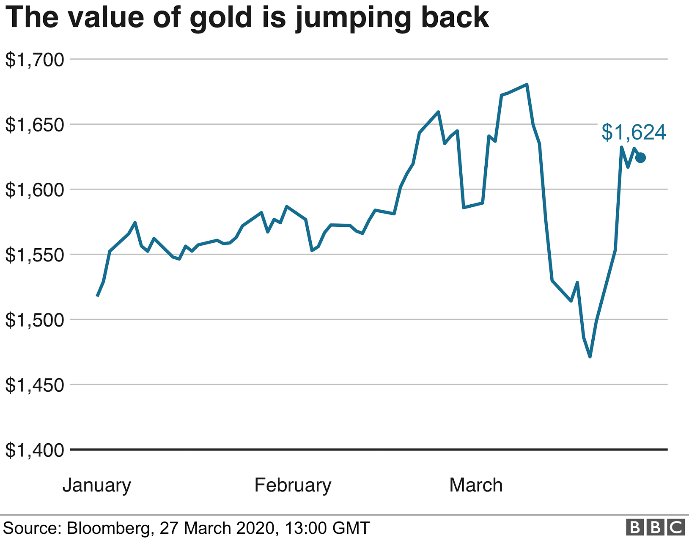 The value of gold is jumping back
$1,700
$1,650
$1,624
$1,600
$1,550
$1,500
$1,450
$1,400
January February March
Source: Bloomberg, 27 March 2020, 13:00 GMT BBC